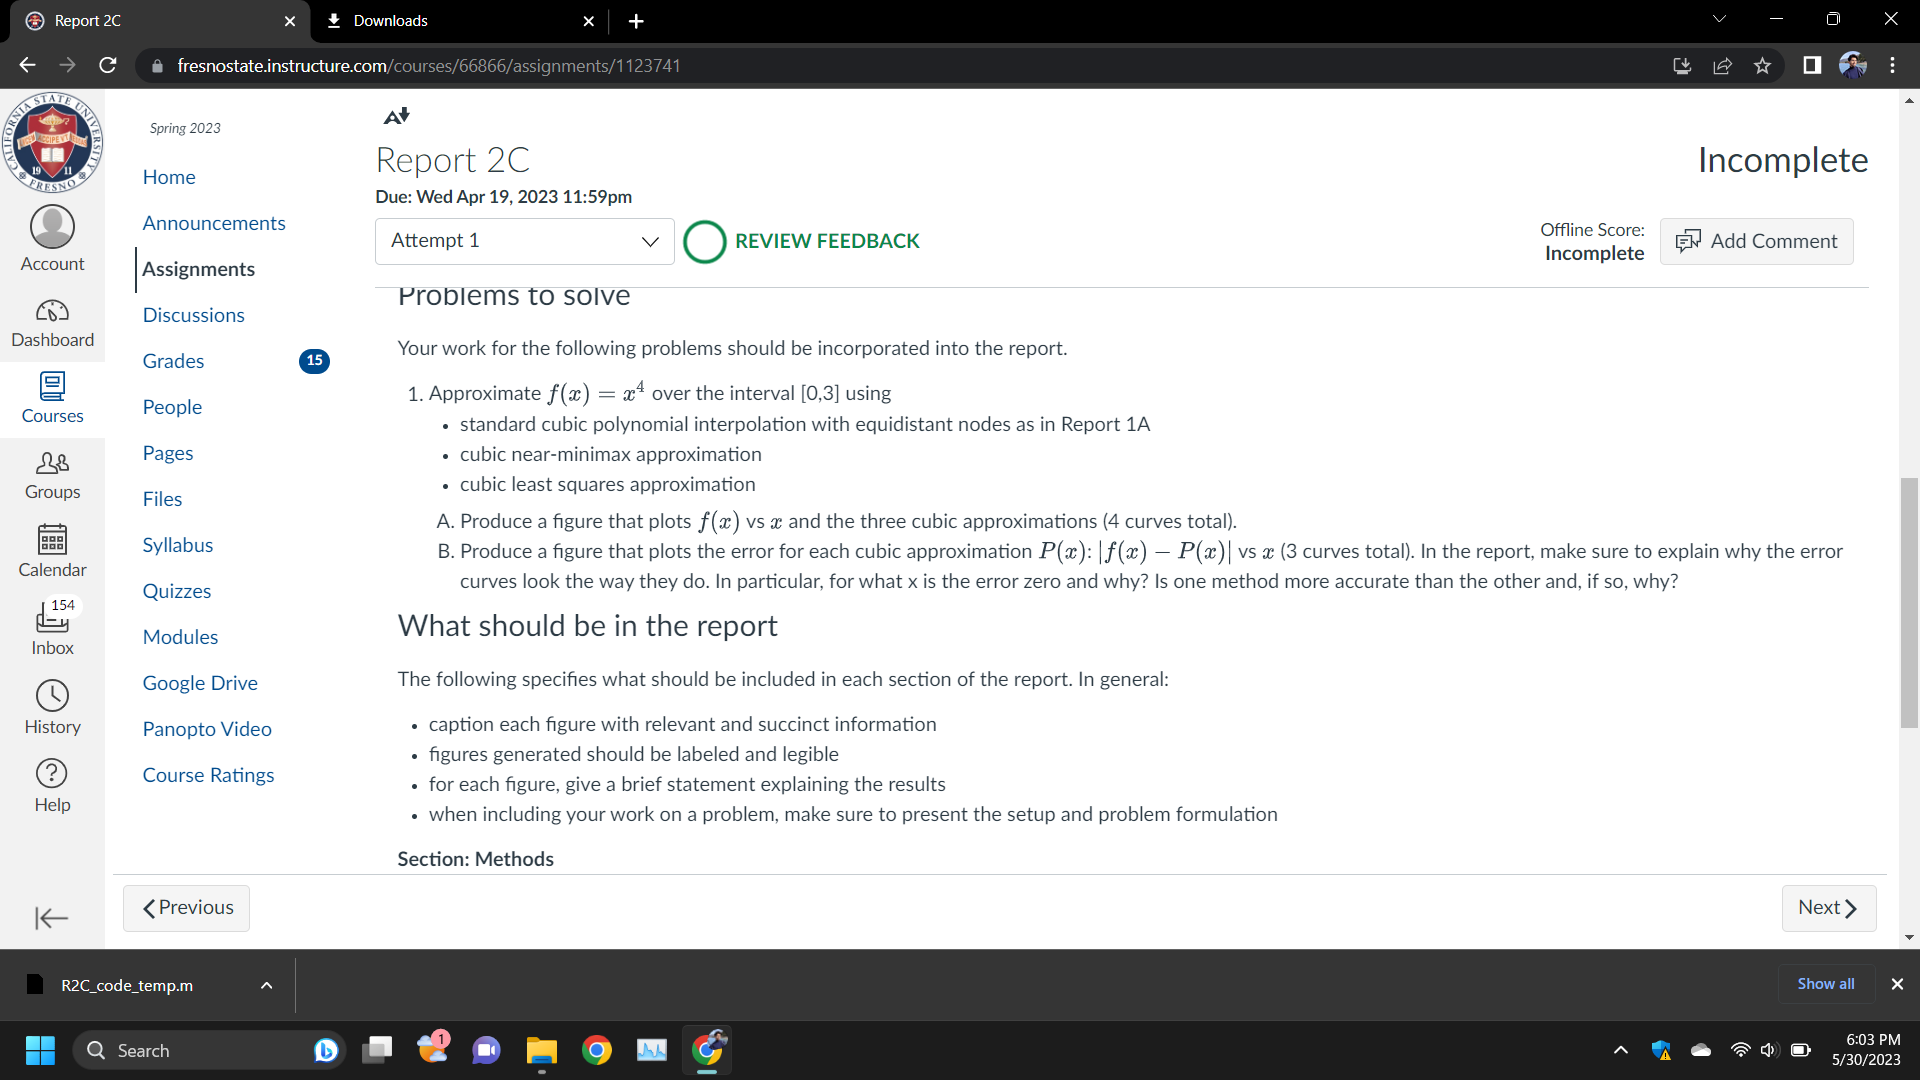 Report 2C
Downloads
fresnostate.instructure.com/courses/66866/assignments/1123741
CALIFORNIA STATE UNIVERSITY
19 11
FRESNO
Account
Dashboard
Courses
Groups
Calendar
154
Inbox
History
Help
Spring 2023
Home
Announcements
Assignments
Discussions
Grades 15
People
Pages
Files
Syllabus
Quizzes
Modules
Google Drive
Panopto Video
Course Ratings
Report 2C
Incomplete
Due: Wed Apr 19, 2023 11:59pm
Attempt 1
REVIEW FEEDBACK
Offline Score:
Incomplete
Add Comment
Problems to solve
Your work for the following problems should be incorporated into the report.
1. Approximate f(x) = x⁴ over the interval [0,3] using
• standard cubic polynomial interpolation with equidistant nodes as in Report 1A
• cubic near-minimax approximation
• cubic least squares approximation
A. Produce a figure that plots f(x) vs x and the three cubic approximations (4 curves total).
B. Produce a figure that plots the error for each cubic approximation P(x): |f(x) − P(x)| vs x (3 curves total). In the report, make sure to explain why the error
curves look the way they do. In particular, for what x is the error zero and why? Is one method more accurate than the other and, if so, why?
What should be in the report
The following specifies what should be included in each section of the report. In general:
• caption each figure with relevant and succinct information
• figures generated should be labeled and legible
• for each figure, give a brief statement explaining the results
• when including your work on a problem, make sure to present the setup and problem formulation
Section: Methods
Previous
Next
R2C_code_temp.m
Show all
Search
1
6:03 PM
5/30/2023